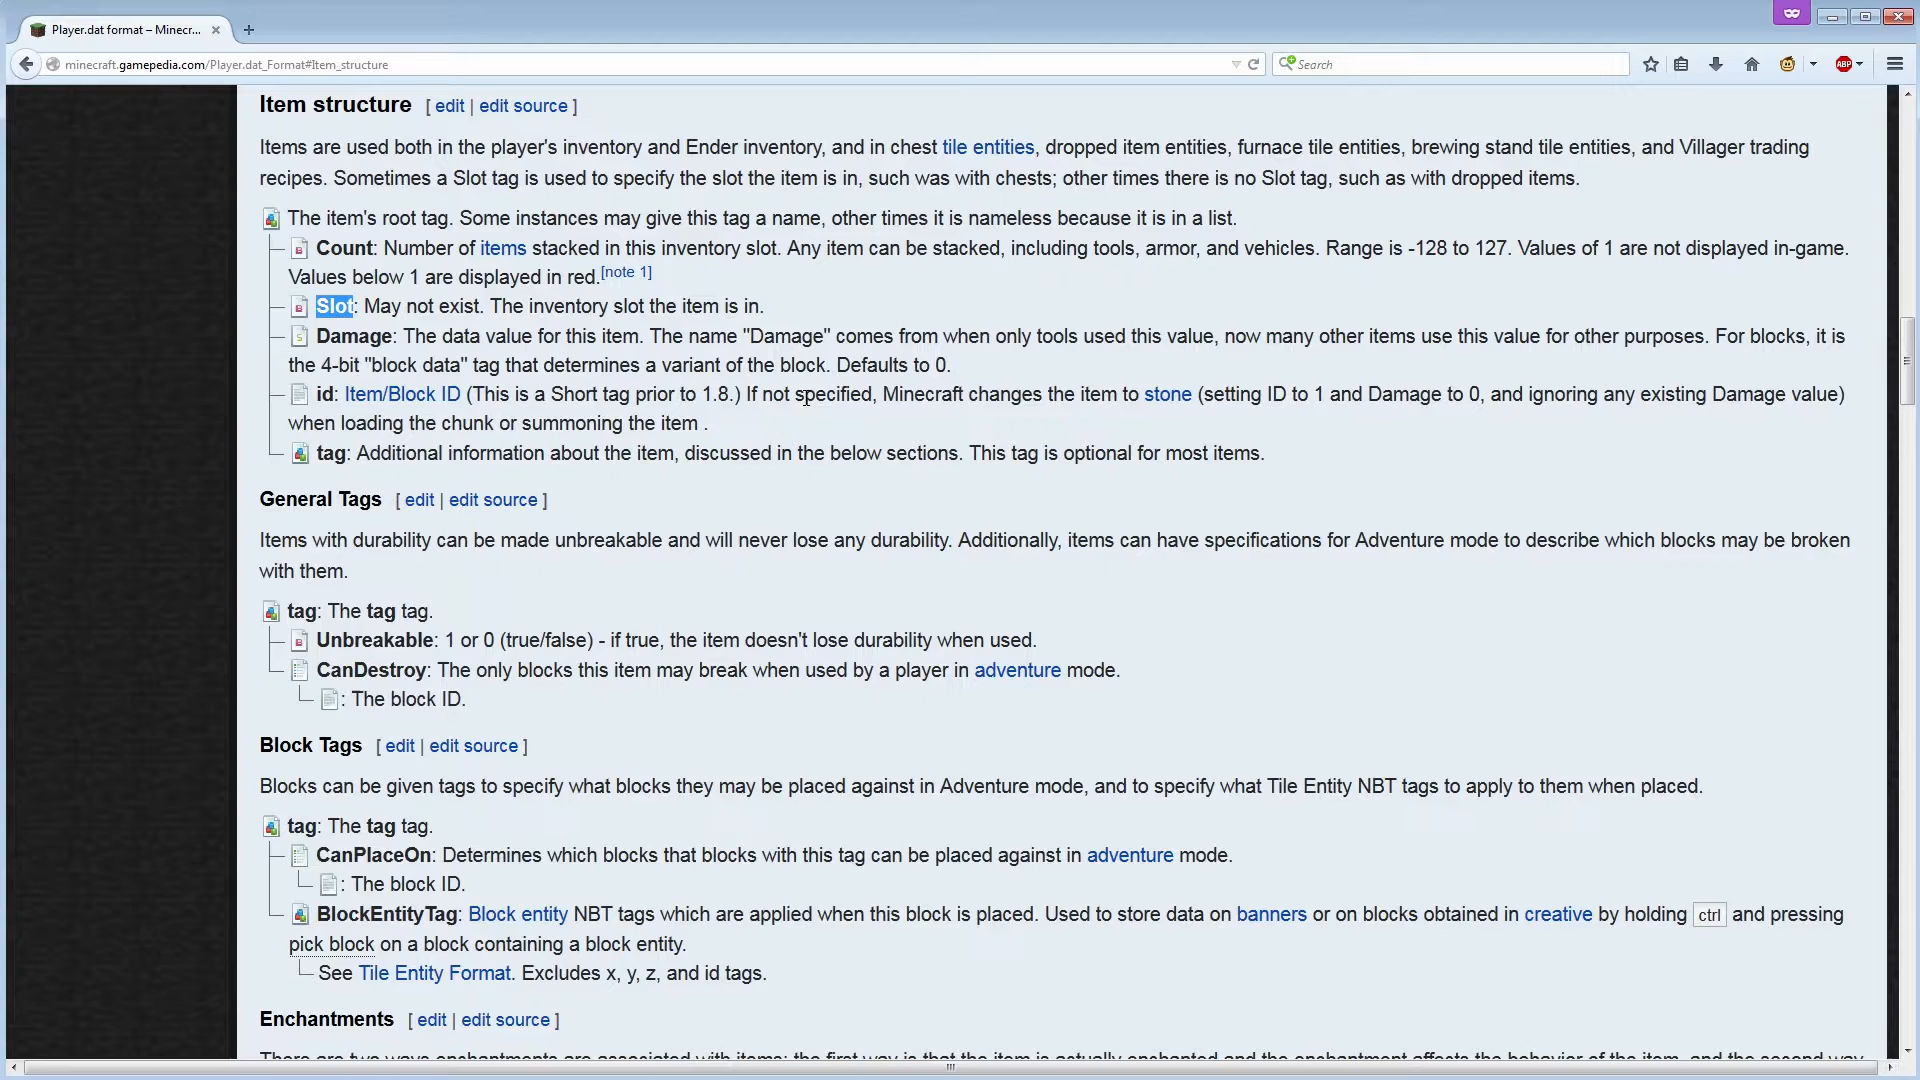 Player.dat format – Minecr...
minecraft.gamepedia.com/Player.dat_Format#Item_structure
Search
ABP
Item structure [ edit | edit source ]
Items are used both in the player's inventory and Ender inventory, and in chest tile entities, dropped item entities, furnace tile entities, brewing stand tile entities, and Villager trading
recipes. Sometimes a Slot tag is used to specify the slot the item is in, such was with chests; other times there is no Slot tag, such as with dropped items.
The item's root tag. Some instances may give this tag a name, other times it is nameless because it is in a list.
B Count: Number of items stacked in this inventory slot. Any item can be stacked, including tools, armor, and vehicles. Range is -128 to 127. Values of 1 are not displayed in-game.
Values below 1 are displayed in red.[note 1]
B Slot: May not exist. The inventory slot the item is in.
S Damage: The data value for this item. The name "Damage" comes from when only tools used this value, now many other items use this value for other purposes. For blocks, it is
the 4-bit "block data" tag that determines a variant of the block. Defaults to 0.
id: Item/Block ID (This is a Short tag prior to 1.8.) If not specified, Minecraft changes the item to stone (setting ID to 1 and Damage to 0, and ignoring any existing Damage value)
when loading the chunk or summoning the item .
tag: Additional information about the item, discussed in the below sections. This tag is optional for most items.
General Tags [ edit | edit source ]
Items with durability can be made unbreakable and will never lose any durability. Additionally, items can have specifications for Adventure mode to describe which blocks may be broken
with them.
tag: The tag tag.
B Unbreakable: 1 or 0 (true/false) - if true, the item doesn't lose durability when used.
CanDestroy: The only blocks this item may break when used by a player in adventure mode.
: The block ID.
Block Tags [ edit | edit source ]
Blocks can be given tags to specify what blocks they may be placed against in Adventure mode, and to specify what Tile Entity NBT tags to apply to them when placed.
tag: The tag tag.
CanPlaceOn: Determines which blocks that blocks with this tag can be placed against in adventure mode.
: The block ID.
BlockEntityTag: Block entity NBT tags which are applied when this block is placed. Used to store data on banners or on blocks obtained in creative by holding ctrl and pressing
pick block on a block containing a block entity.
See Tile Entity Format. Excludes x, y, z, and id tags.
Enchantments [ edit | edit source ]
There are two ways enchantments are associated with items: the first way is that the item is actually enchanted and the enchantment affects the behavior of the item, and the second way